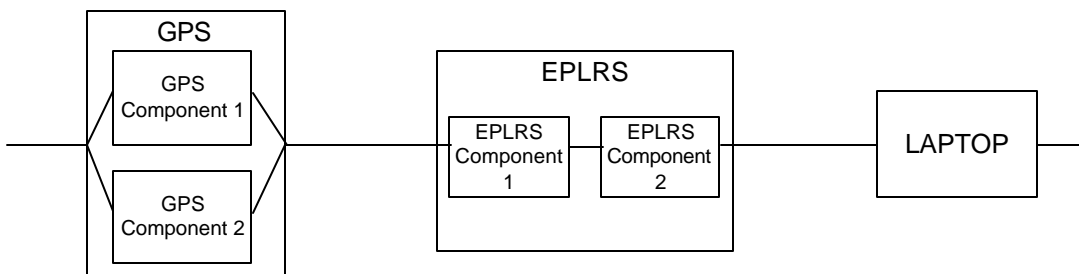 GPS
GPS
Component 1
GPS
Component 2
EPLRS
EPLRS
Component
1
EPLRS
Component
2
LAPTOP